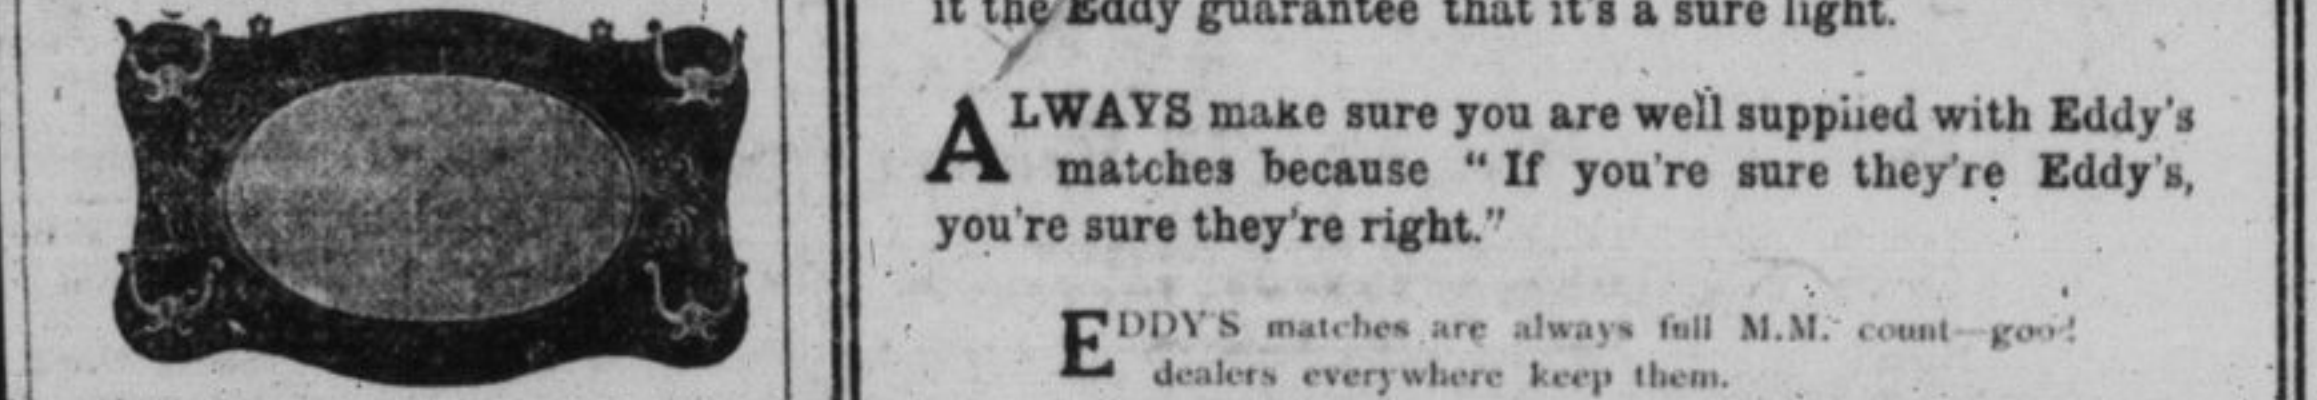 it the Eddy guarantee that it's a sure light.
ALWAYS make sure you are well supplied with Eddy's
matches because "If you're sure they're Eddy's,
you're sure they're right."
EDDY'S matches are always full M.M. count—good
dealers everywhere keep them.